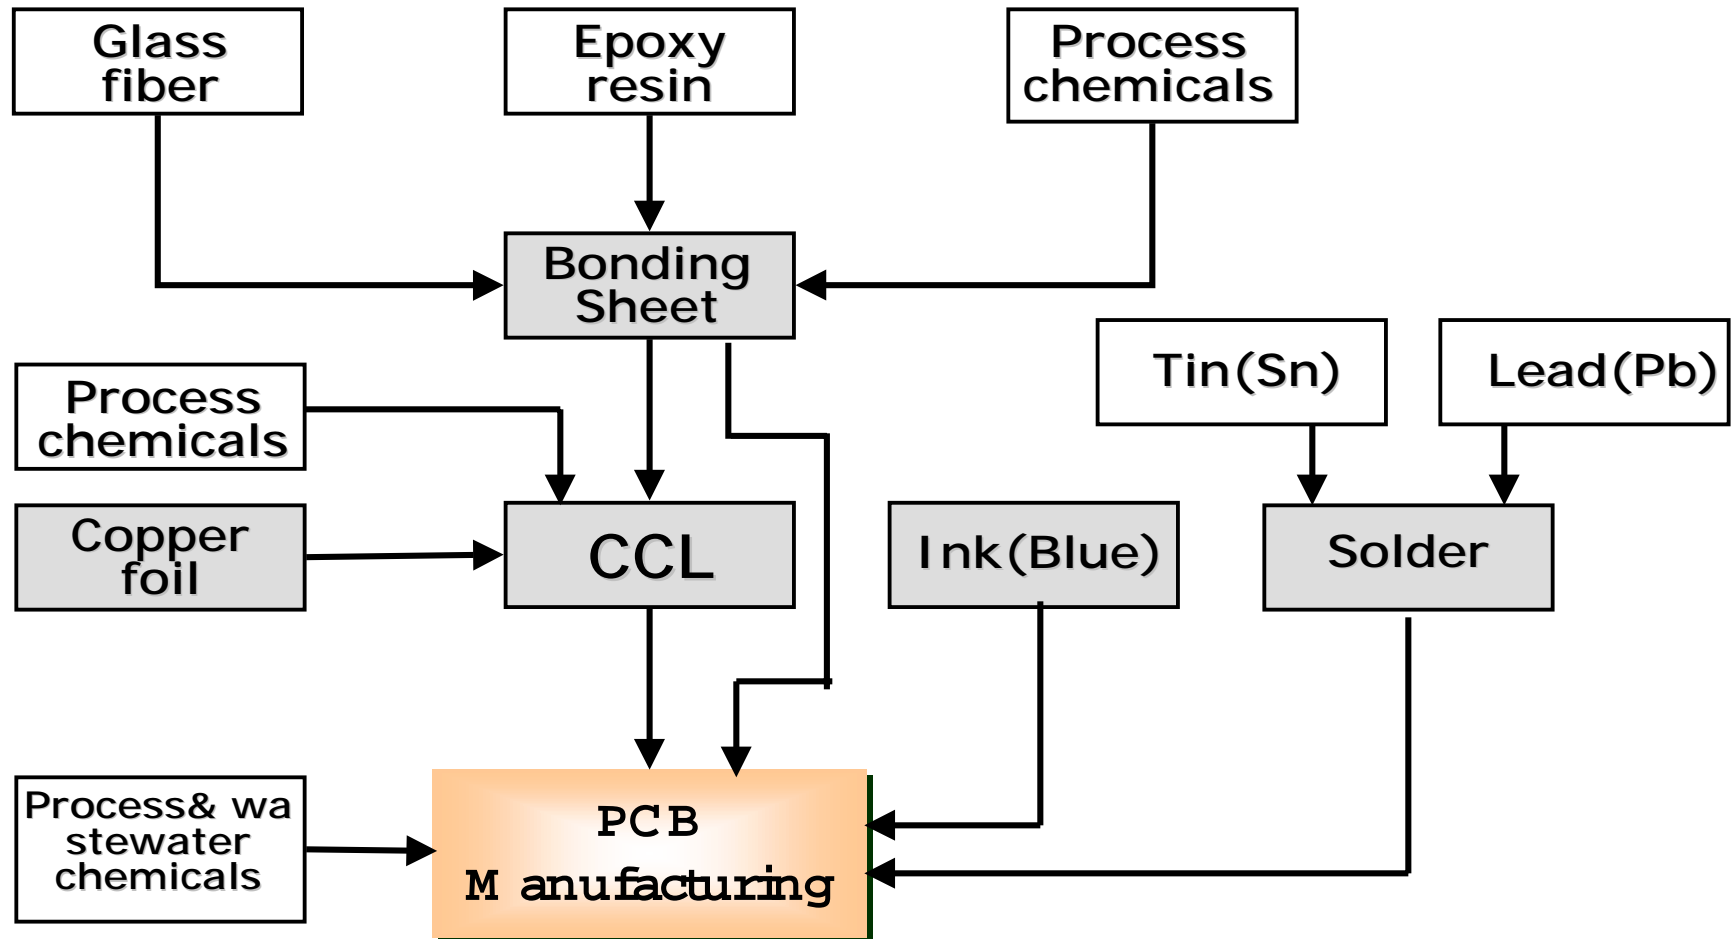 Glass
fiber
Epoxy
resin
Process
chemicals
Bonding
Sheet
Tin(Sn)
Lead(Pb)
Process
chemicals
Copper
foil
CCL
Ink(Blue)
Solder
Process& wa
stewater
chemicals
PCB
Manufacturing